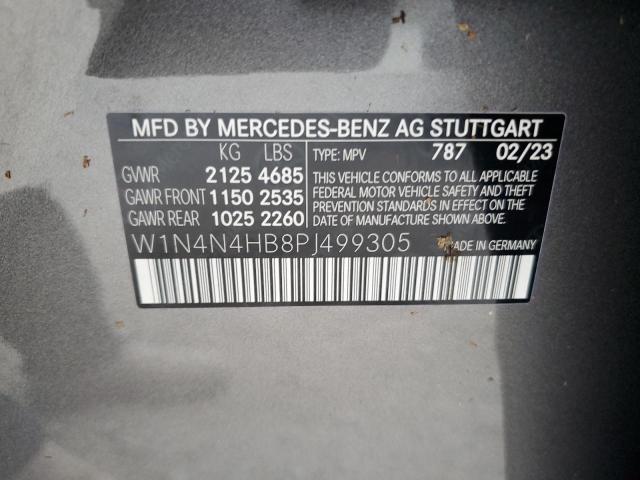 MFD BY MERCEDES-BENZ AG STUTTGART
KG LBS
GVWR 2125 4685
GAWR FRONT 1150 2535
GAWR REAR 1025 2260
TYPE: MPV 787 02/23
THIS VEHICLE CONFORMS TO ALL APPLICABLE
FEDERAL MOTOR VEHICLE SAFETY AND THEFT
PREVENTION STANDARDS IN EFFECT ON THE
DATE OF MANUFACTURE SHOWN ABOVE.
W1N4N4HB8PJ499305
MADE IN GERMANY